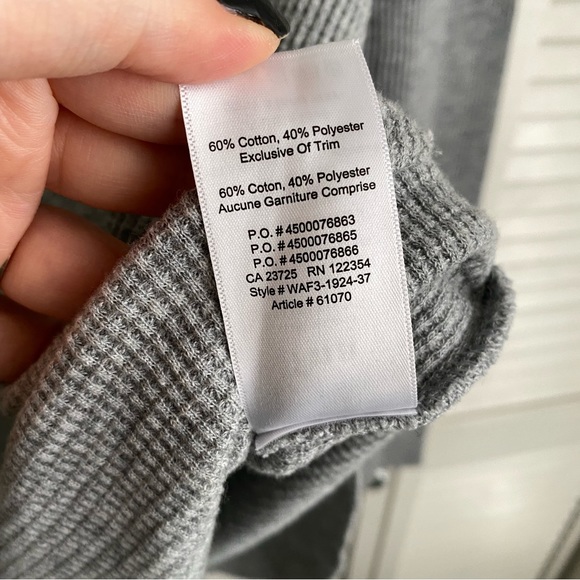 60% Cotton, 40% Polyester
Exclusive Of Trim
60% Coton, 40% Polyester
Aucune Garniture Comprise
P.O. # 4500076863
P.O. # 4500076865
P.O. # 4500076866
CA 23725 RN 122354
Style # WAF3-1924-37
Article # 61070